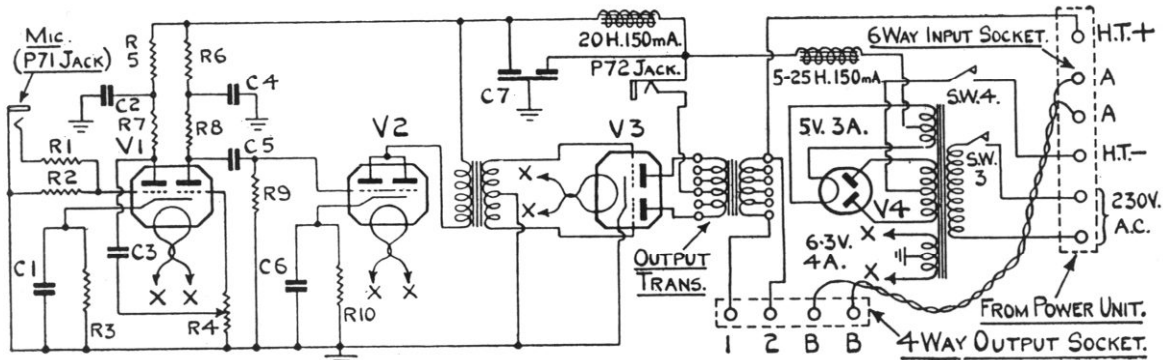 MIC.
(P71 JACK)
R
5
R6
C2
C4
R7
R8
V1
C5
R1
R2
R9
V2
C1
C3
R3
X X
R4
C6
X X
R10
20 H. 150mA.
P72 JACK.
C7
V3
X
X
OUTPUT
TRANS.
5-25 H. 150mA
5V. 3A.
S.W.4.
S.W.
3
V4
X
6·3V.
4A.
X
6 WAY INPUT SOCKET.
H.T.+
A
A
H.T.-
230V.
A.C.
FROM POWER UNIT.
1 2 B B
4 WAY OUTPUT SOCKET.